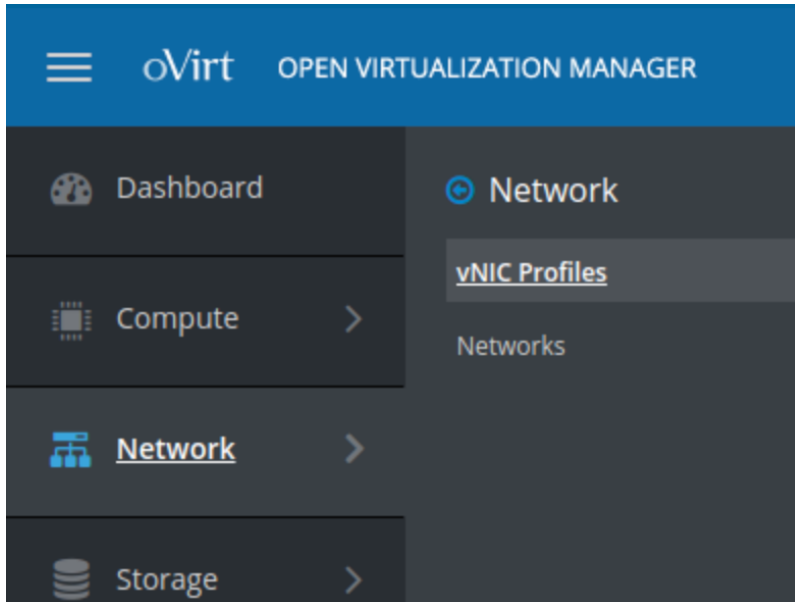 oVirt OPEN VIRTUALIZATION MANAGER
Dashboard
Compute
Network
Storage
Network
vNIC Profiles
Networks